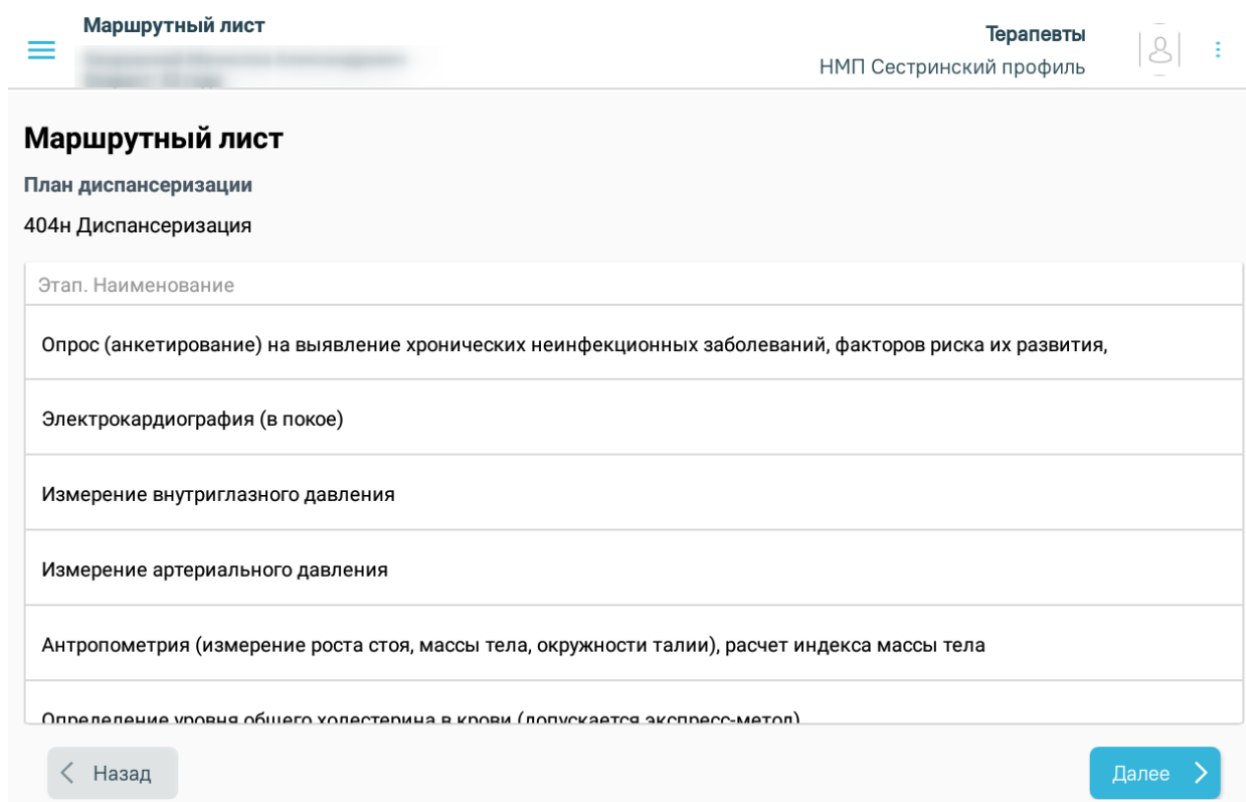 Маршрутный лист
Терапевты
НМП Сестринский профиль
Маршрутный лист
План диспансеризации
404н Диспансеризация
Этап. Наименование
Опрос (анкетирование) на выявление хронических неинфекционных заболеваний, факторов риска их развития,
Электрокардиография (в покое)
Измерение внутриглазного давления
Измерение артериального давления
Антропометрия (измерение роста стоя, массы тела, окружности талии), расчет индекса массы тела
Определение уровня общего холестерина в крови (допускается экспресс-метод)
Назад
Далее